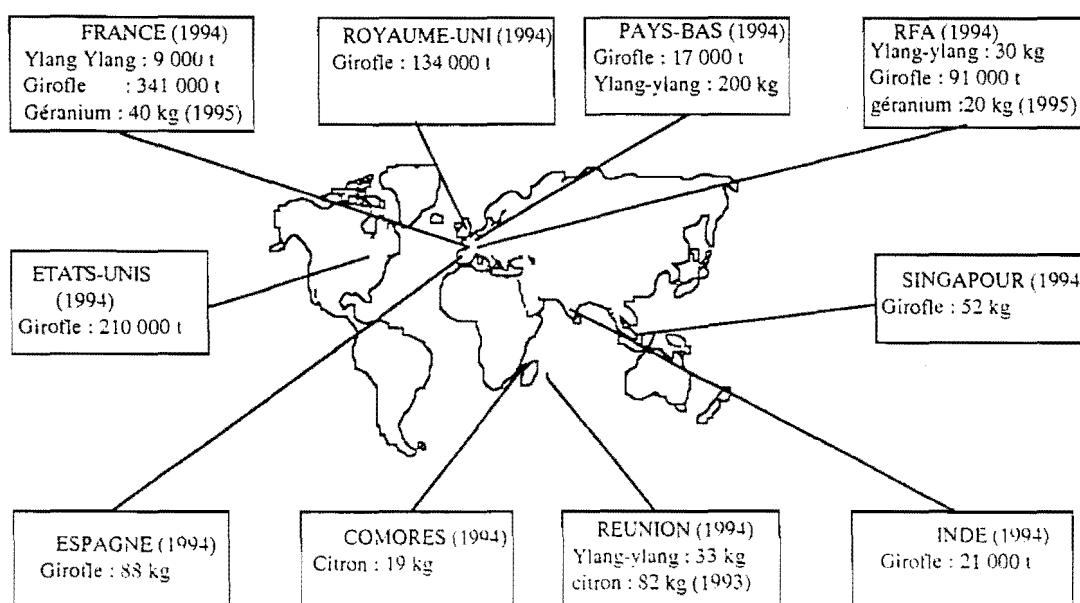 FRANCE (1994)
Ylang Ylang : 9 000 t
Girofle : 341 000 t
Géranium : 40 kg (1995)
ROYAUME-UNI (1994)
Girofle : 134 000 t
PAYS-BAS (1994)
Girofle : 17 000 t
Ylang-ylang : 200 kg
RFA (1994)
Ylang-ylang : 30 kg
Girofle : 91 000 t
géranium :20 kg (1995)
ETATS-UNIS
(1994)
Girofle : 210 000 t
SINGAPOUR (1994
Girofle : 52 kg
ESPAGNE (1994)
Girofle : 88 kg
COMORES (1994)
Citron : 19 kg
REUNION (1994)
Ylang-ylang : 33 kg
citron : 82 kg (1993)
INDE (1994)
Girofle : 21 000 t